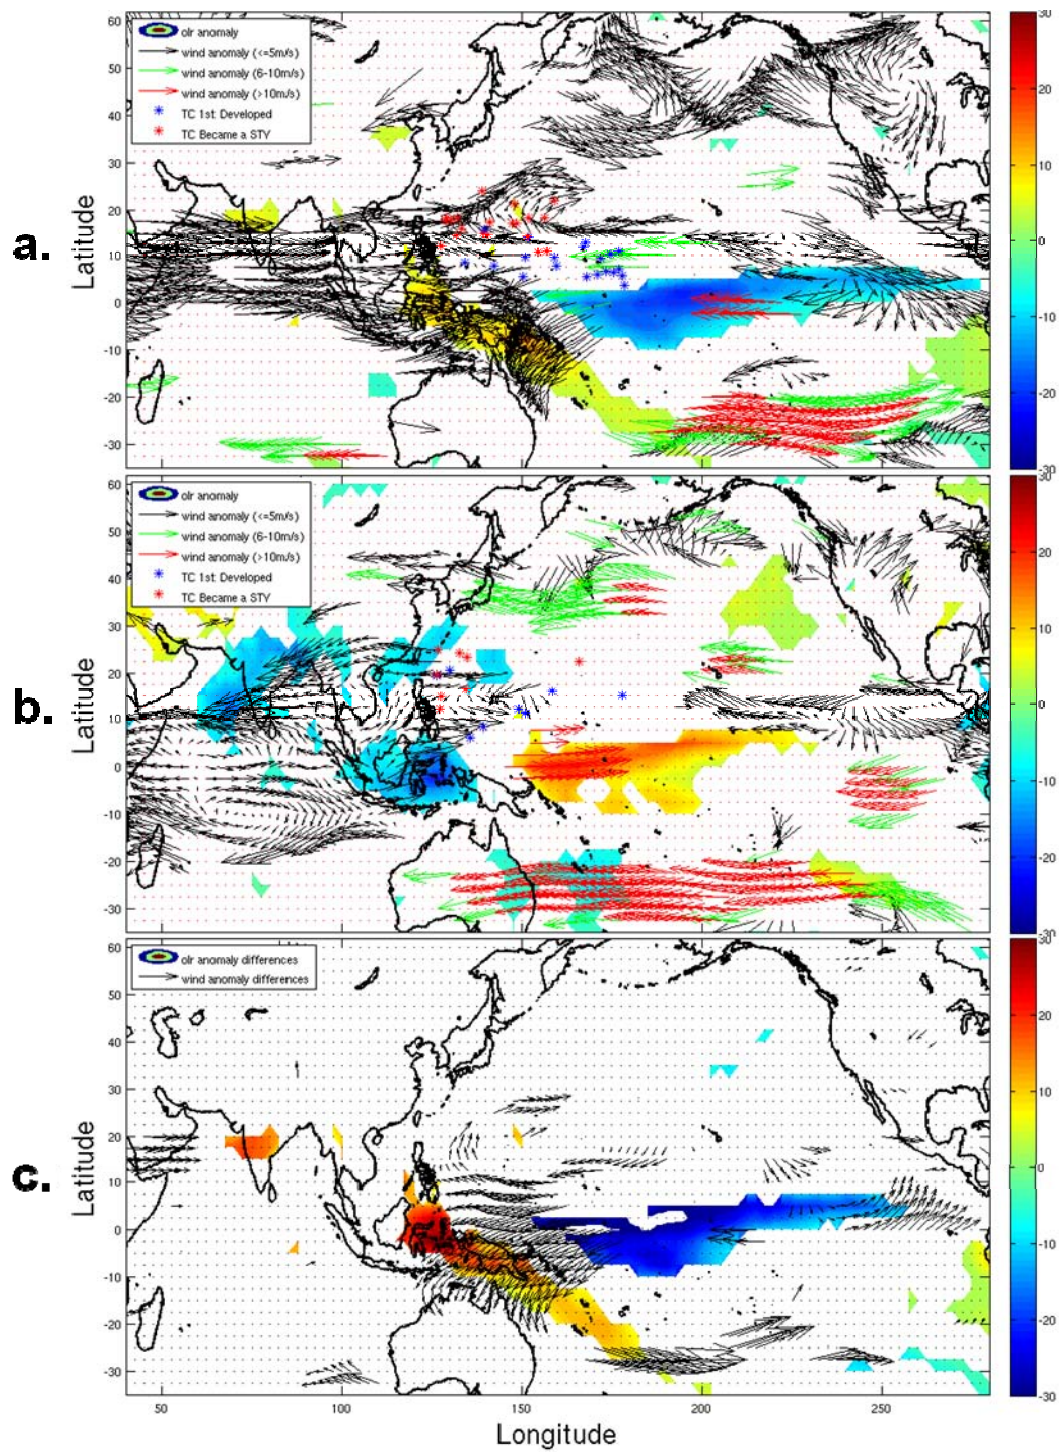 a.
Latitude
60
50
40
30
20
10
0
-10
-20
-30
olr anomaly
wind anomaly (<=5m/s)
wind anomaly (6-10m/s)
wind anomaly (>10m/s)
TC 1st: Developed
TC Became a STY
30
20
10
0
-10
-20
-30
b.
Latitude
60
50
40
30
20
10
0
-10
-20
-30
olr anomaly
wind anomaly (<=5m/s)
wind anomaly (6-10m/s)
wind anomaly (>10m/s)
TC 1st: Developed
TC Became a STY
30
20
10
0
-10
-20
-30
c.
Latitude
60
50
40
30
20
10
0
-10
-20
-30
olr anomaly differences
wind anomaly differences
30
20
10
0
-10
-20
-30
50 100 150 200 250
Longitude